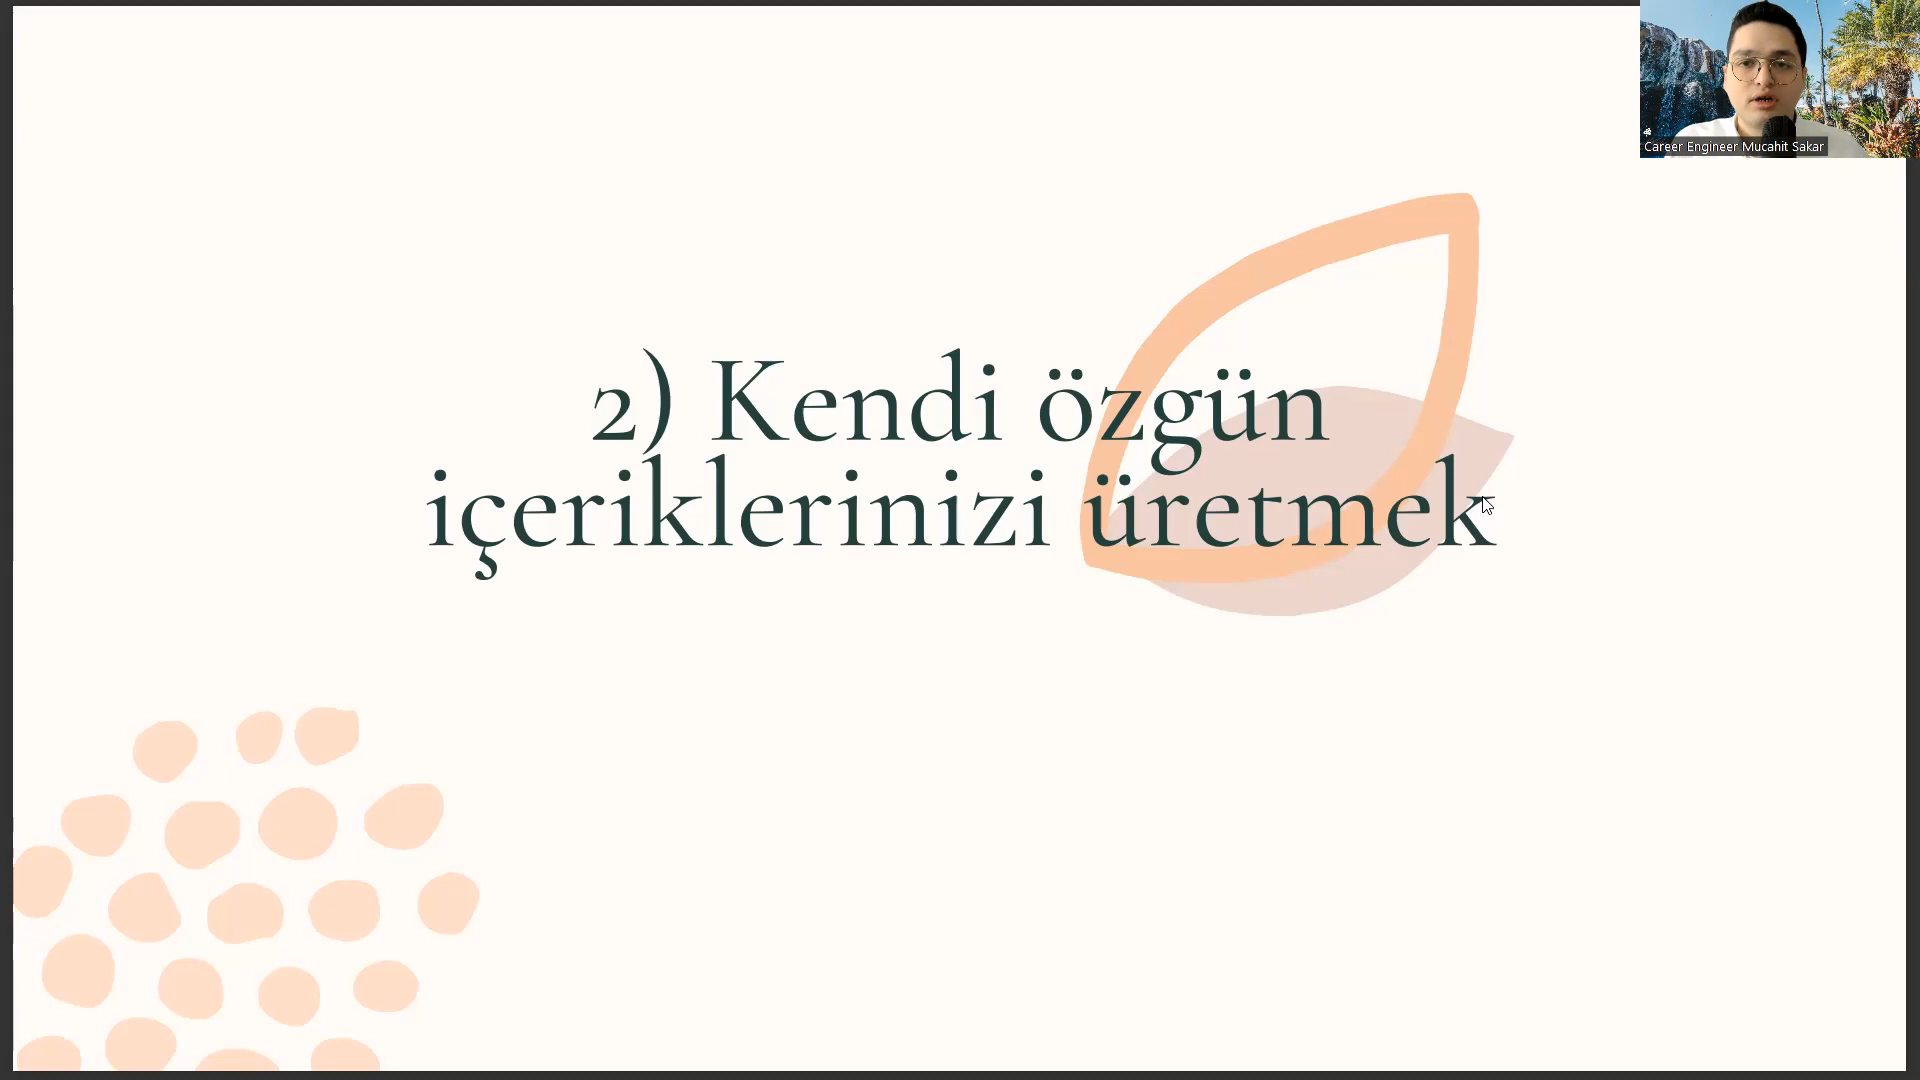 Career Engineer Mucahit Sakar
2) Kendi özgün
içeriklerinizi üretmek